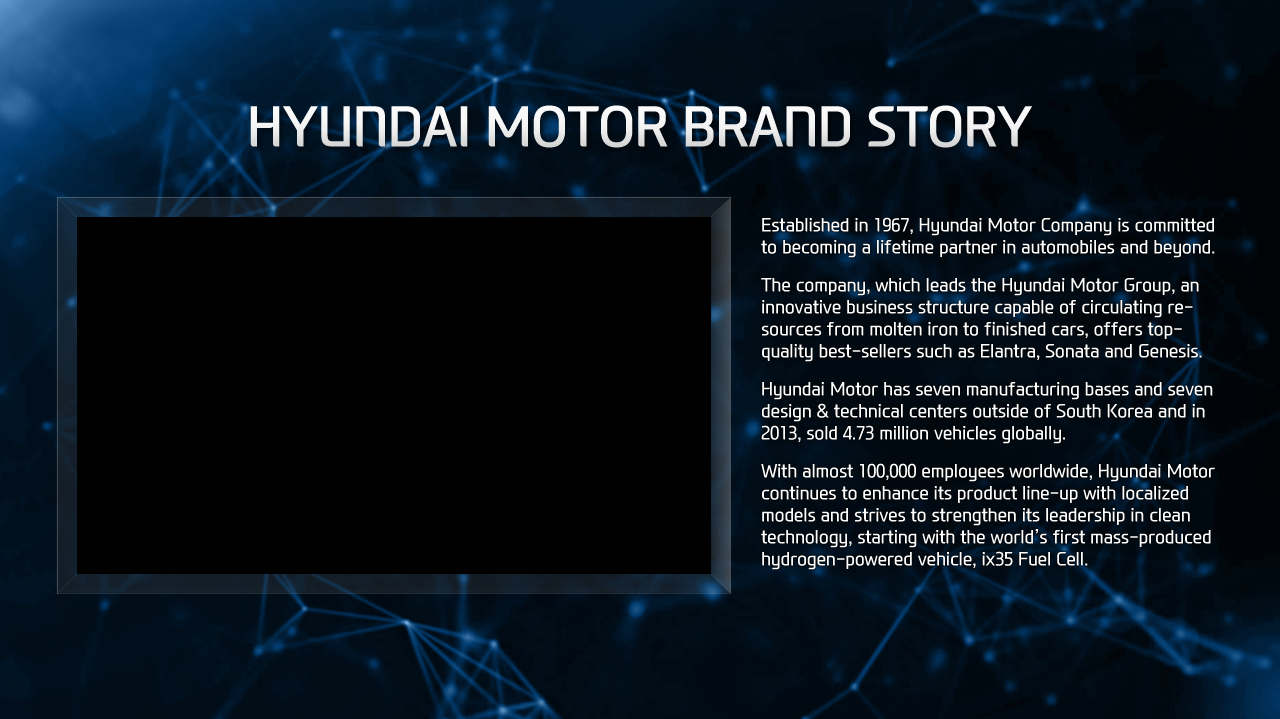 HYUNDAI MOTOR BRAND STORY
Established in 1967, Hyundai Motor Company is committed
to becoming a lifetime partner in automobiles and beyond.
The company, which leads the Hyundai Motor Group, an
innovative business structure capable of circulating re-
sources from molten iron to finished cars, offers top-
quality best-sellers such as Elantra, Sonata and Genesis.
Hyundai Motor has seven manufacturing bases and seven
design & technical centers outside of South Korea and in
2013, sold 4.73 million vehicles globally.
With almost 100,000 employees worldwide, Hyundai Motor
continues to enhance its product line-up with localized
models and strives to strengthen its leadership in clean
technology, starting with the world's first mass-produced
hydrogen-powered vehicle, ix35 Fuel Cell.